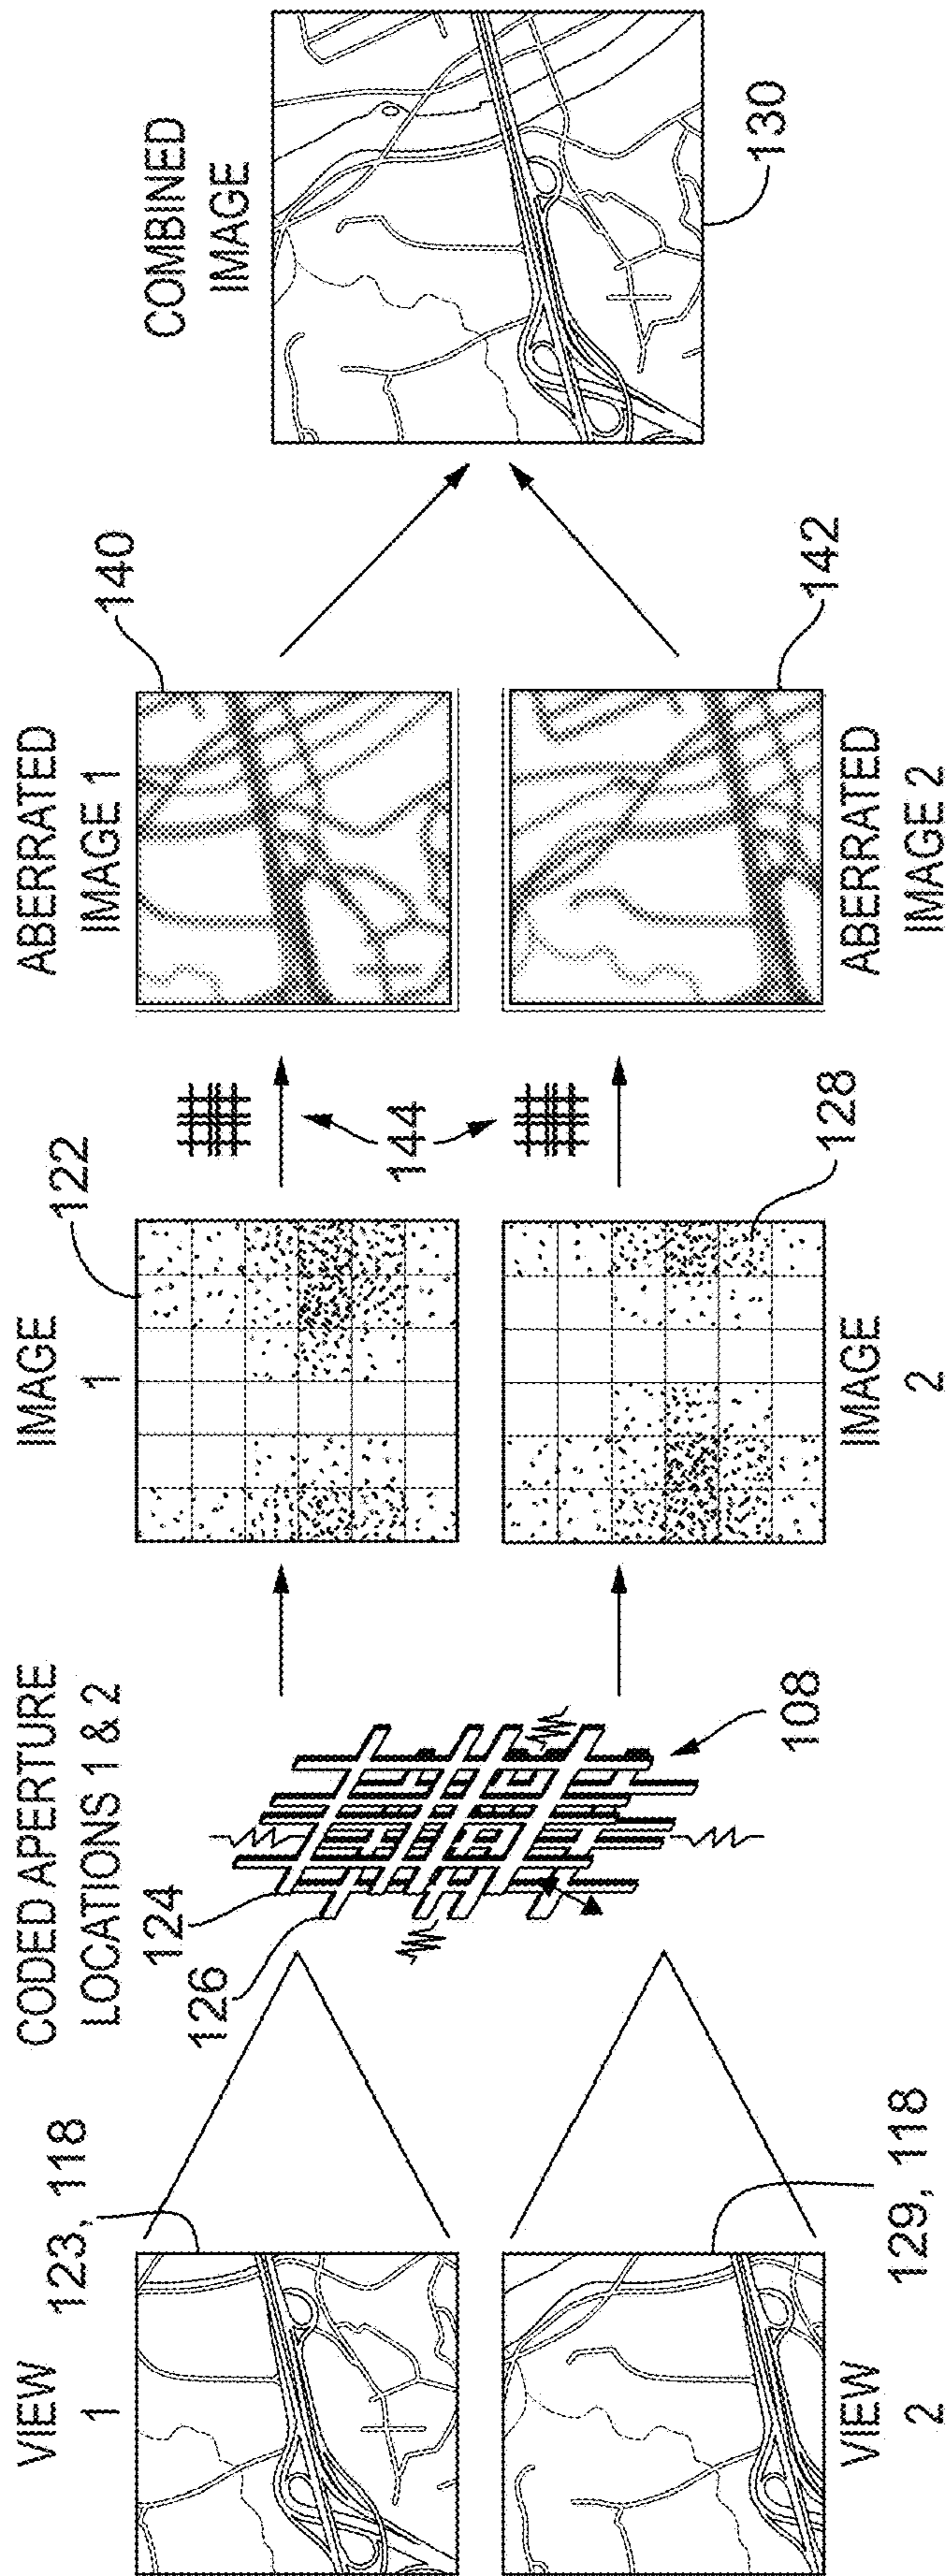 VIEW
1
123, 118
CODED APERTURE
LOCATIONS 1 & 2
124
126
108
IMAGE
1
122
144
ABERRATED
IMAGE 1
140
COMBINED
IMAGE
130
129, 118
VIEW
2
IMAGE
2
128
ABERRATED
IMAGE 2
142